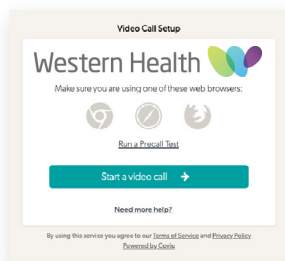 Video Call Setup
Western Health
Make sure you are using one of these web browsers:
Run a Precall Test
Start a video call →
Need more help?
By using this service you agree to our Terms of Service and Privacy Policy
Powered by Coviu